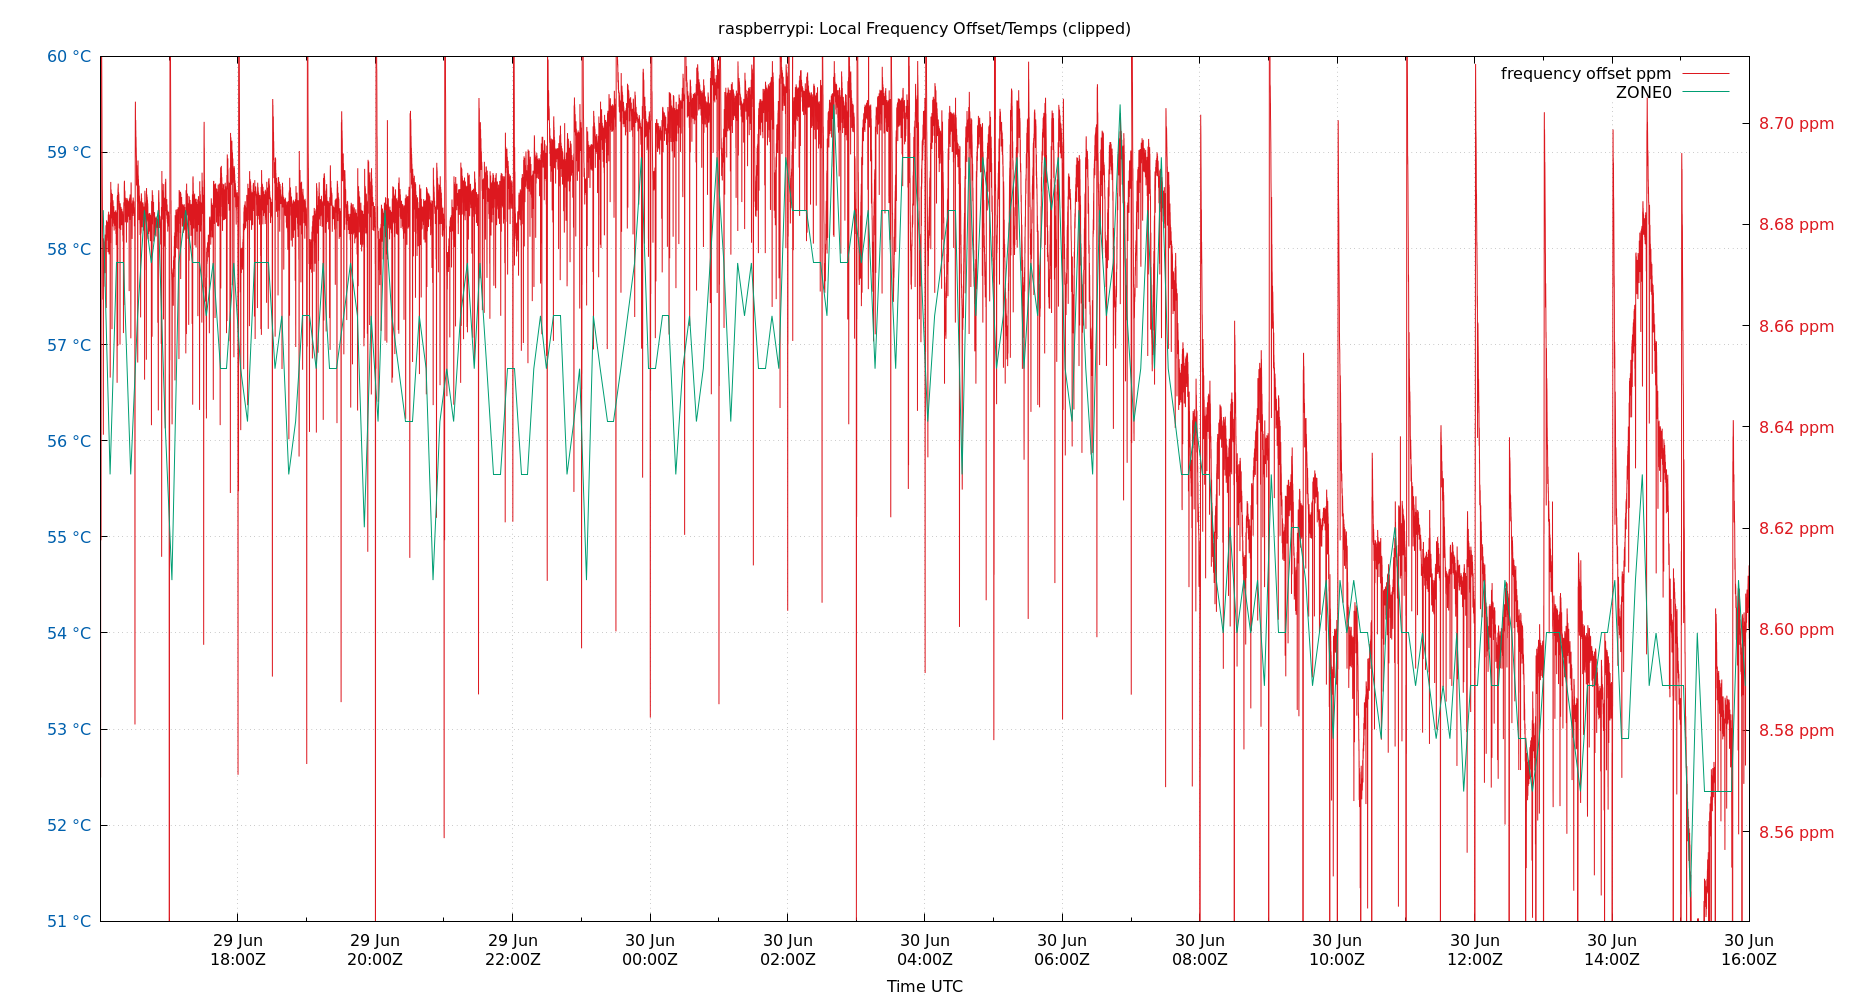 raspberrypi: Local Frequency Offset/Temps (clipped)
60 °C
59 °C
58 °C
57 °C
56 °C
55 °C
54 °C
53 °C
52 °C
51 °C
frequency offset ppm
ZONE0
8.70 ppm
8.68 ppm
8.66 ppm
8.64 ppm
8.62 ppm
8.60 ppm
8.58 ppm
8.56 ppm
29 Jun
18:00Z
29 Jun
20:00Z
29 Jun
22:00Z
30 Jun
00:00Z
30 Jun
02:00Z
30 Jun
04:00Z
30 Jun
06:00Z
30 Jun
08:00Z
30 Jun
10:00Z
30 Jun
12:00Z
30 Jun
14:00Z
30 Jun
16:00Z
Time UTC